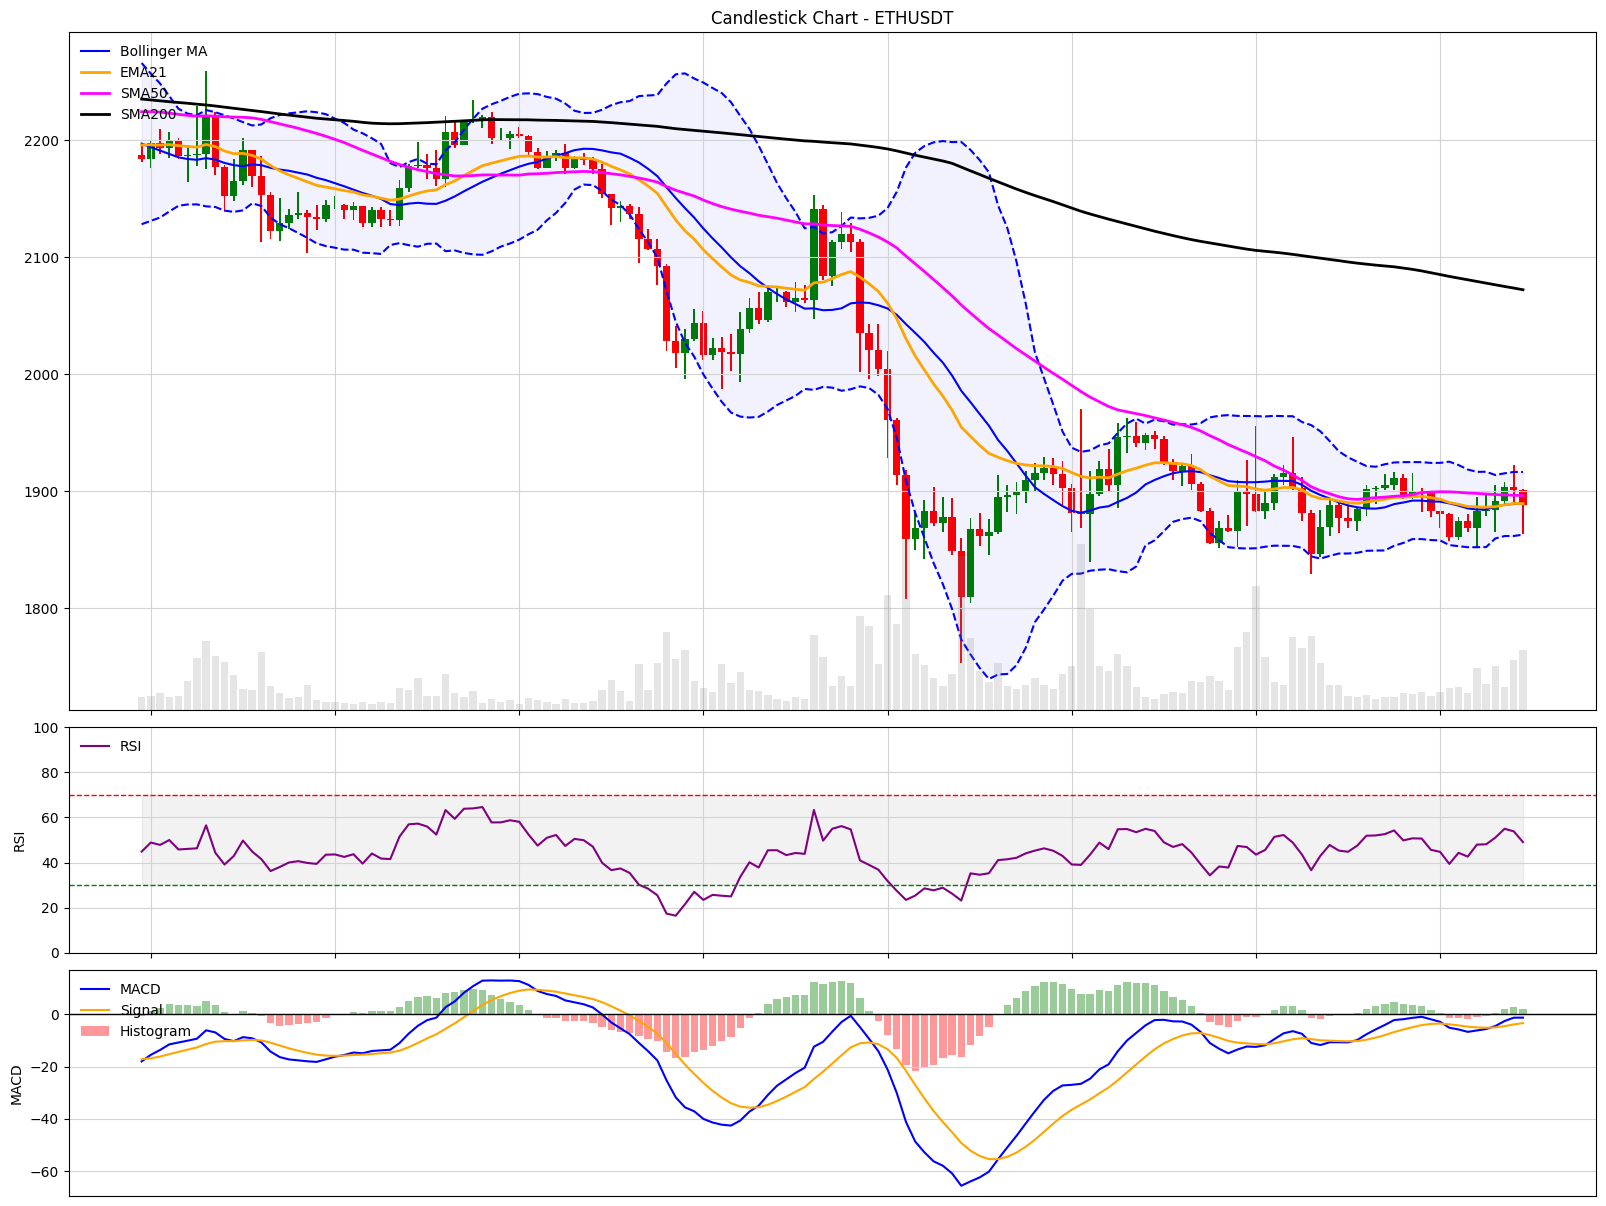 Candlestick Chart - ETHUSDT
Bollinger MA
EMA21
SMA50
SMA200
2200
2100
2000
1900
1800
RSI
100
80
60
40
20
0
RSI
MACD
Signal
Histogram
0
−20
−40
−60
MACD